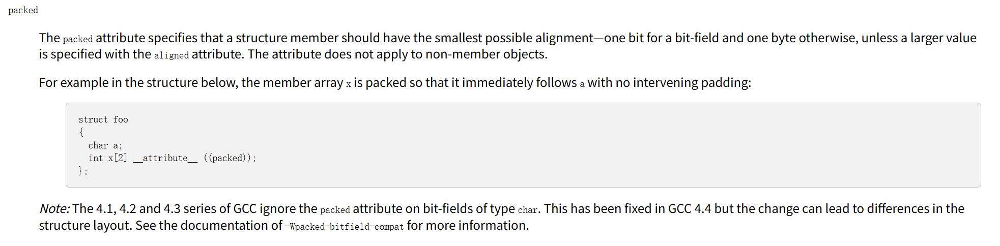 packed
The packed attribute specifies that a structure member should have the smallest possible alignment—one bit for a bit-field and one byte otherwise, unless a larger value
is specified with the aligned attribute. The attribute does not apply to non-member objects.
For example in the structure below, the member array x is packed so that it immediately follows a with no intervening padding:
struct foo
{
  char a;
  int x[2] __attribute__ ((packed));
};
Note: The 4.1, 4.2 and 4.3 series of GCC ignore the packed attribute on bit-fields of type char. This has been fixed in GCC 4.4 but the change can lead to differences in the
structure layout. See the documentation of -Wpacked-bitfield-compat for more information.